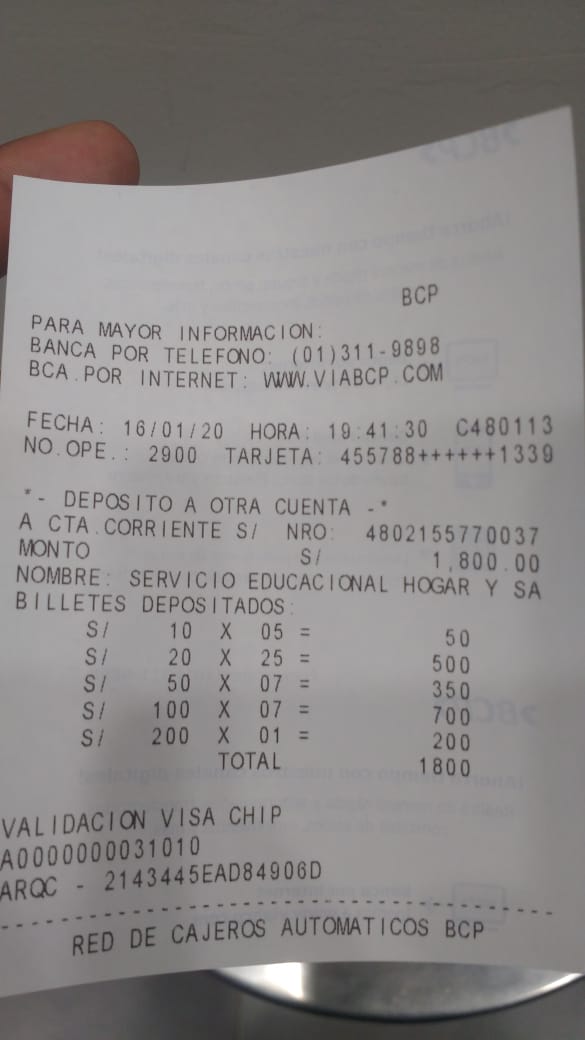 BCP
PARA MAYOR INFORMACION:
BANCA POR TELEFONO: (01)311-9898
BCA.POR INTERNET: WWW.VIABCP.COM
FECHA: 16/01/20 HORA: 19:41:30 C480113
NO.OPE.: 2900 TARJETA: 455788++++++1339
*- DEPOSITO A OTRA CUENTA -*
A CTA.CORRIENTE S/ NRO: 4802155770037
MONTO S/ 1,800.00
NOMBRE: SERVICIO EDUCACIONAL HOGAR Y SA
BILLETES DEPOSITADOS:
S/ 10 X 05 = 50
S/ 20 X 25 = 500
S/ 50 X 07 = 350
S/ 100 X 07 = 700
S/ 200 X 01 = 200
TOTAL 1800
VALIDACION VISA CHIP
A0000000031010
ARQC - 2143445EAD84906D
RED DE CAJEROS AUTOMATICOS BCP